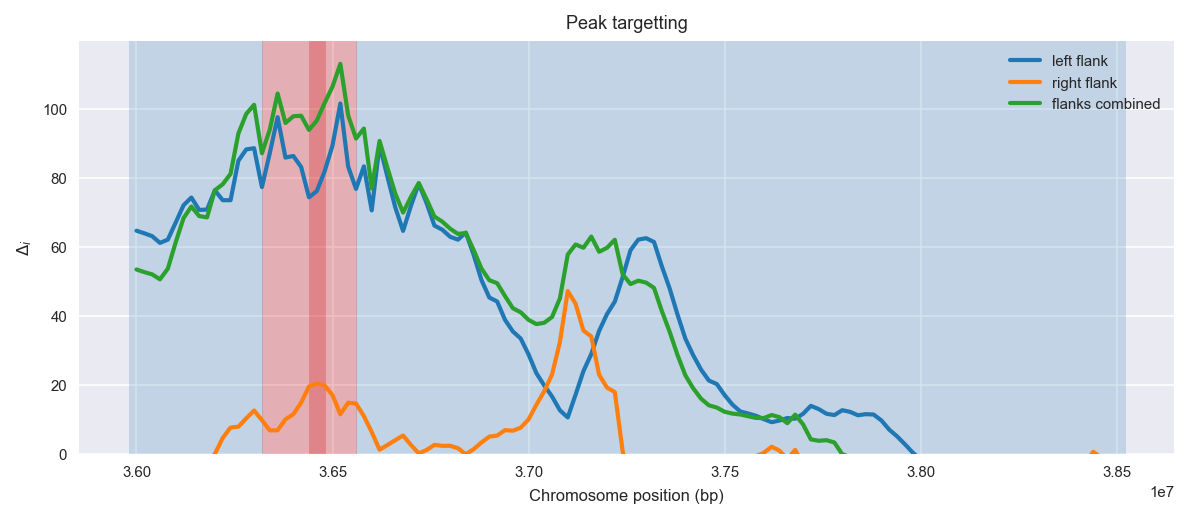 Peak targetting
left flank
right flank
flanks combined
100
80
60
40
20
0
Δi
3.60 3.65 3.70 3.75 3.80 3.85
1e7
Chromosome position (bp)